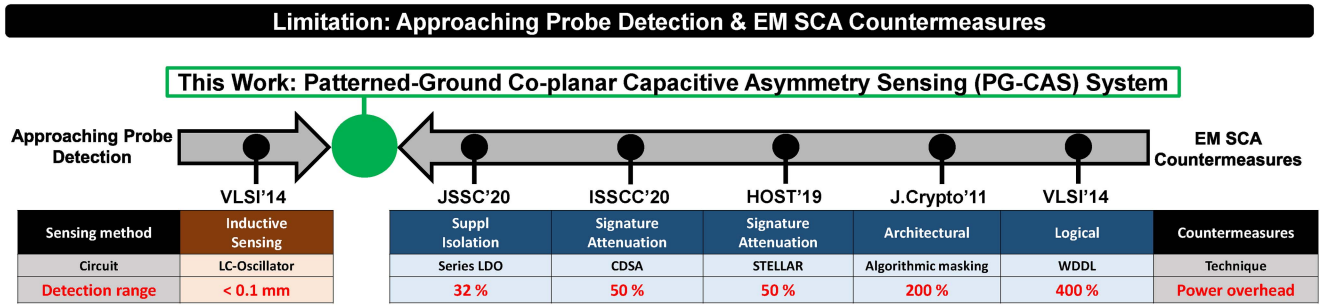 Limitation: Approaching Probe Detection & EM SCA Countermeasures
This Work: Patterned-Ground Co-planar Capacitive Asymmetry Sensing (PG-CAS) System
Approaching Probe
Detection
EM SCA
Countermeasures
VLSI'14
JSSC'20
ISSCC'20
HOST'19
J.Crypto'11
VLSI'14
Sensing method
Inductive
Sensing
Circuit
LC-Oscillator
Detection range
< 0.1 mm
Suppl
Isolation
Signature
Attenuation
Signature
Attenuation
Architectural
Logical
Countermeasures
Series LDO
CDSA
STELLAR
Algorithmic masking
WDDL
Technique
32 %
50 %
50 %
200 %
400 %
Power overhead